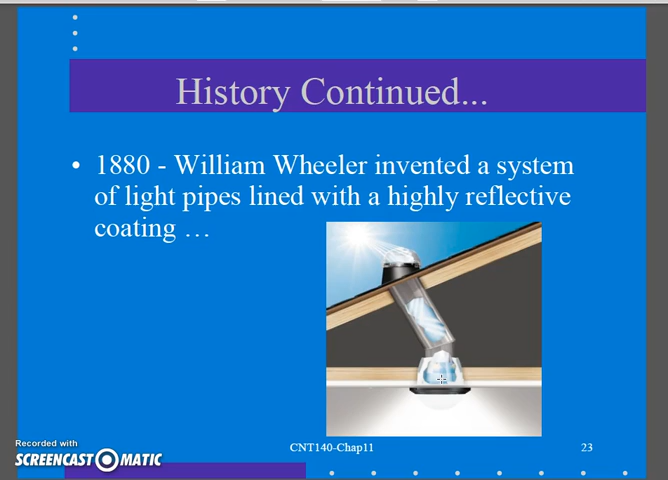 History Continued...
• 1880 - William Wheeler invented a system
of light pipes lined with a highly reflective
coating …
Recorded with
SCREENCAST-O-MATIC
CNT140-Chap11
23